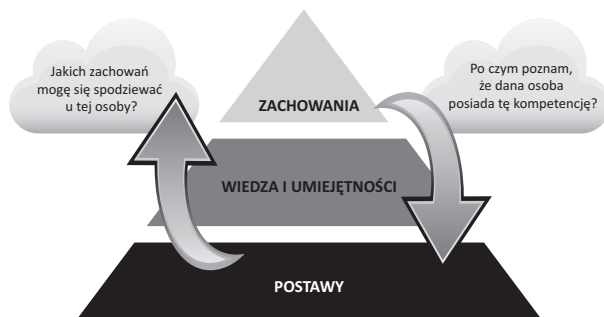 Jakich zachowań
mogę się spodziewać
u tej osoby?
Po czym poznam,
że dana osoba
posiada tę kompetencję?
ZACHOWANIA
WIEDZA I UMIEJĘTNOŚCI
POSTAWY